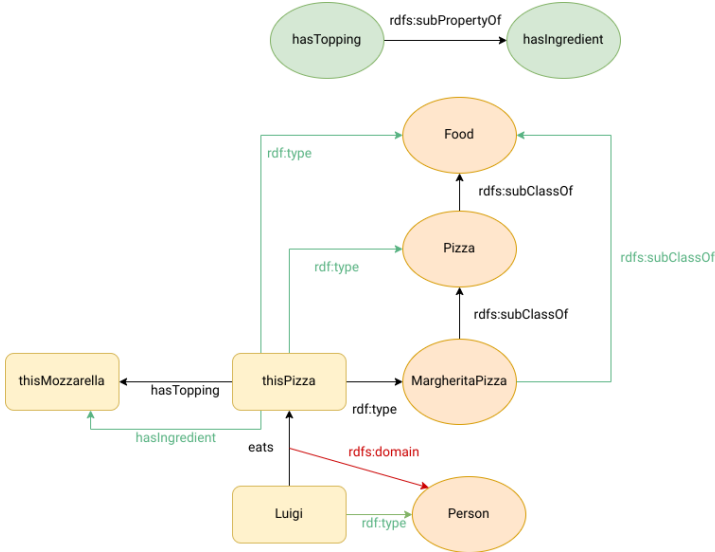 rdfs:subPropertyOf
hasTopping
hasIngredient
Food
rdf:type
rdfs:subClassOf
Pizza
rdfs:subClassOf
rdf:type
rdfs:subClassOf
thisMozzarella
hasTopping
thisPizza
rdf:type
MargheritaPizza
hasIngredient
eats
rdfs:domain
Luigi
rdf:type
Person